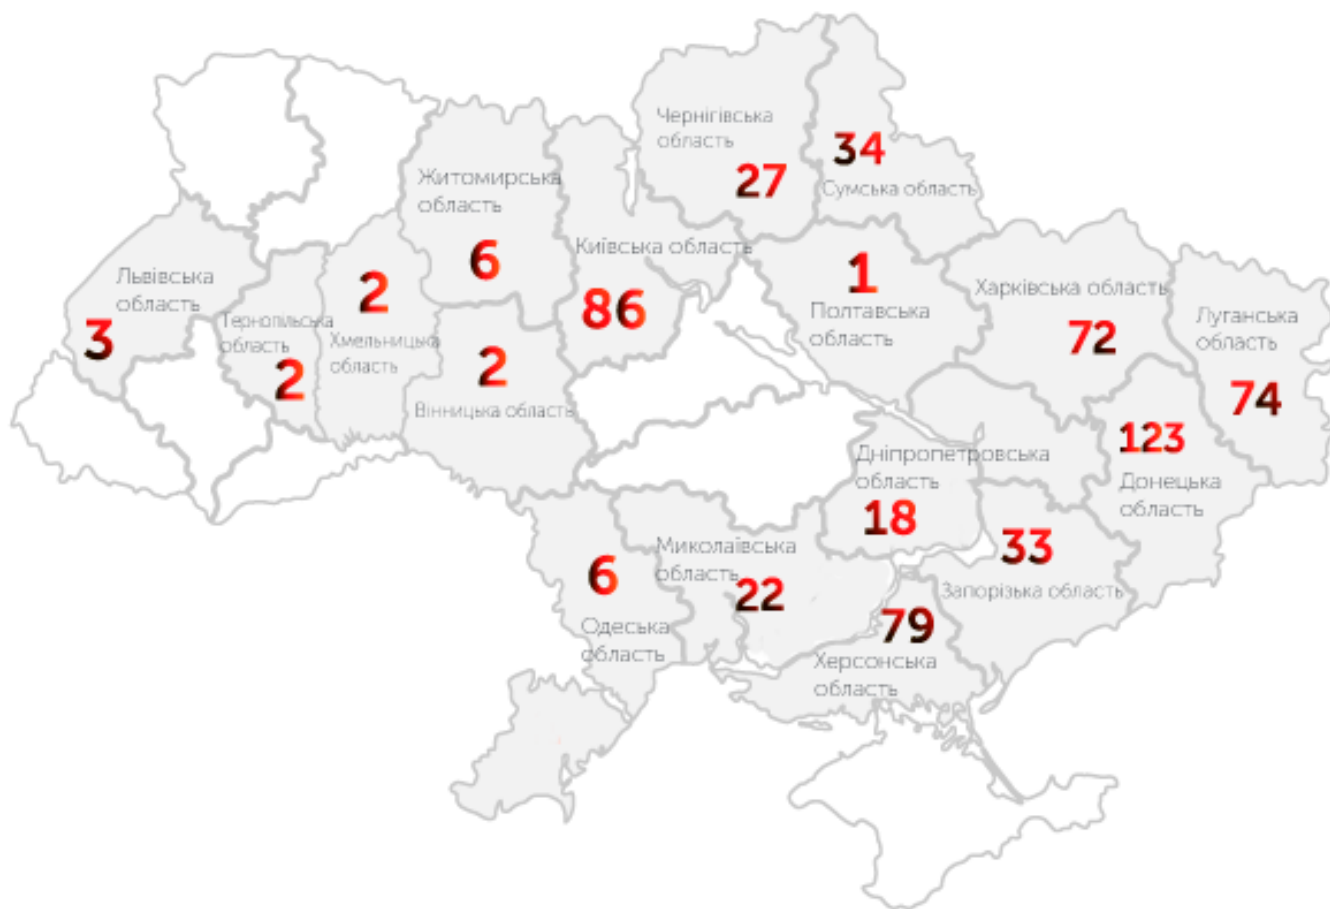 Чернігівська
область
27
34
Сумська область
Житомирська
область
6
Київська область
86
Львівська
область
3
Тернопільська
область
2
2
Хмельницька
область
2
Вінницька область
1
Полтавська
область
Харківська область
72
Луганська
область
74
123
Донецька
область
Дніпропетровська
область
18
33
Запорізька область
6
Одеська
область
Миколаївська
область
22
79
Херсонська
область